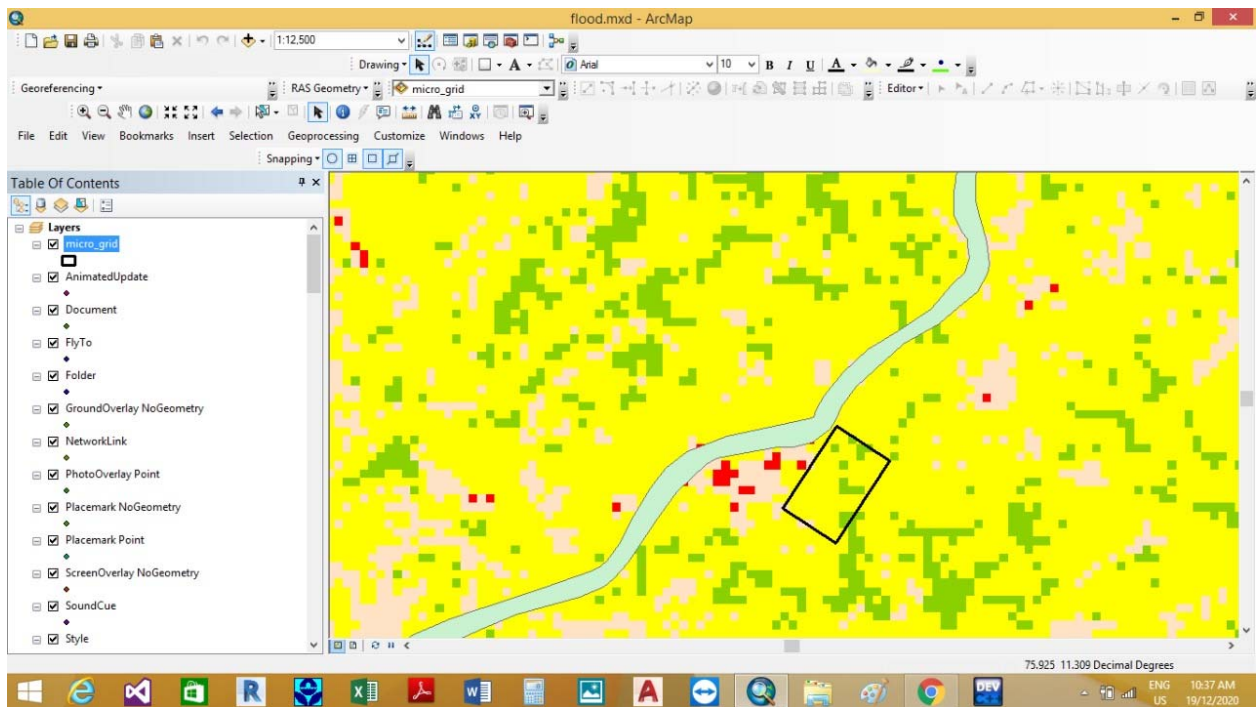 flood.mxd - ArcMap
1:12,500
Drawing
Arial
10
B I U A
Georeferencing
RAS Geometry
micro_grid
Editor
File Edit View Bookmarks Insert Selection Geoprocessing Customize Windows Help
Snapping
Table Of Contents
Layers
micro_grid
AnimatedUpdate
Document
FlyTo
Folder
GroundOverlay NoGeometry
NetworkLink
PhotoOverlay Point
Placemark NoGeometry
Placemark Point
ScreenOverlay NoGeometry
SoundCue
Style
75.925 11.309 Decimal Degrees
DEV
ENG 10:37 AM
US 19/12/2020